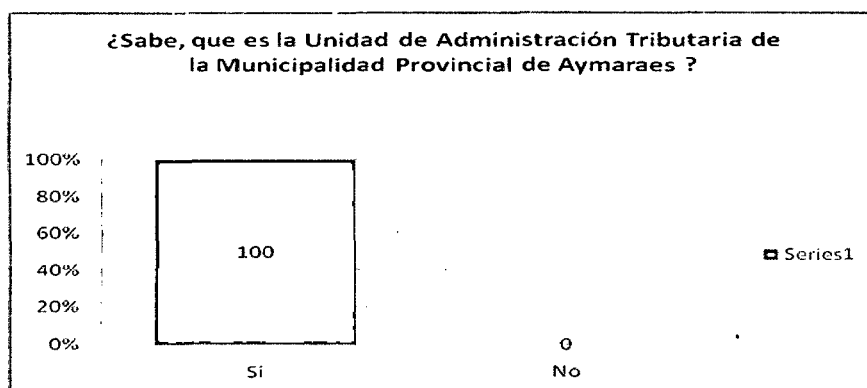 ¿Sabe, que es la Unidad de Administración Tributaria de
la Municipalidad Provincial de Aymaraes ?
100%
80%
60%
40%
20%
0%
100
0
Si
No
Series1